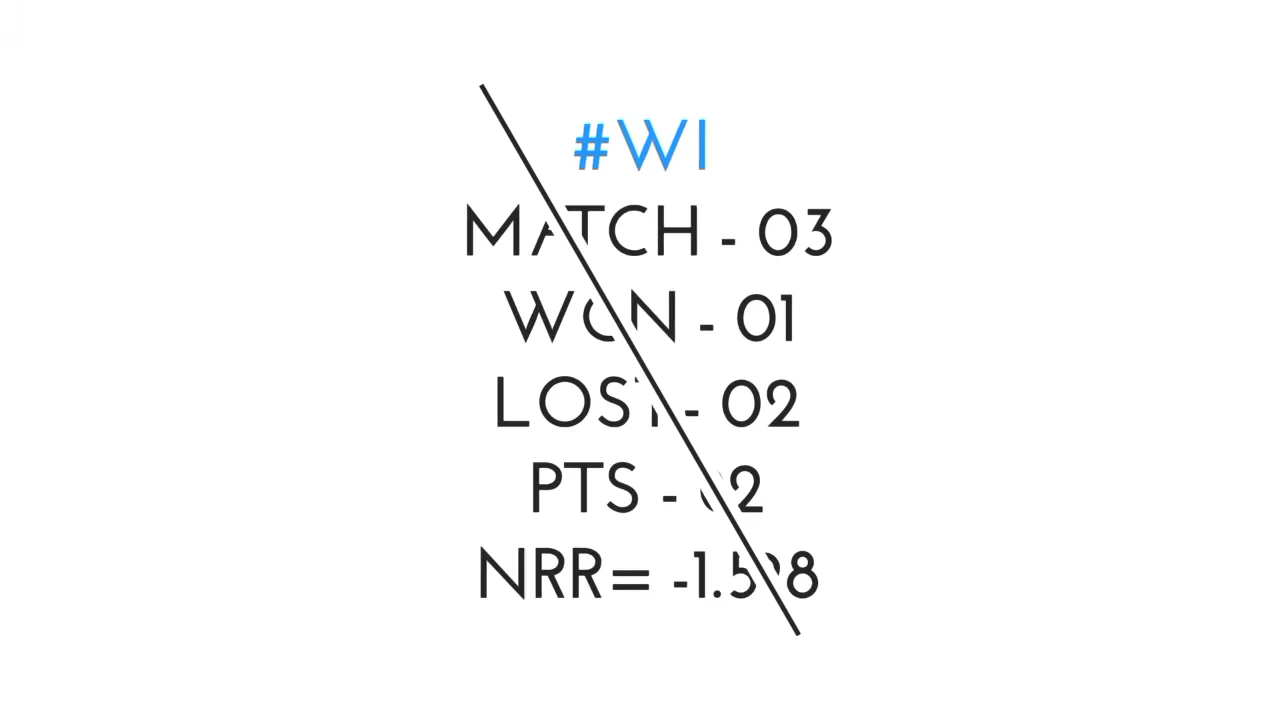 #WI
MATCH - 03
WON - 01
LOST - 02
PTS - 02
NRR=